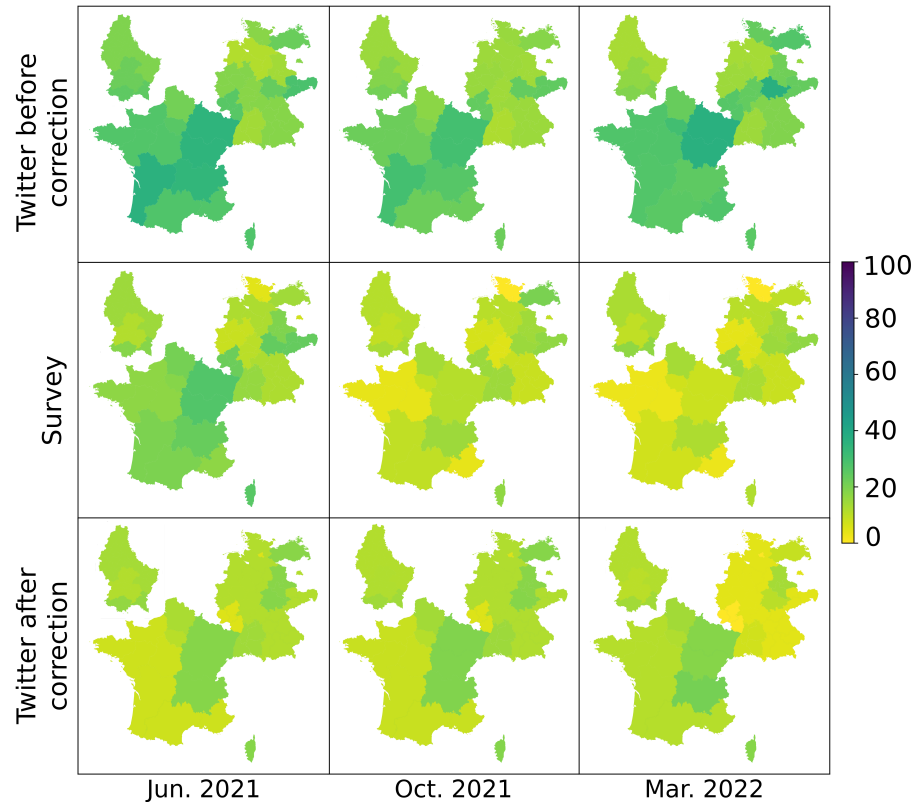 Twitter before
correction
Survey
Twitter after
correction
100
80
60
40
20
0
Jun. 2021
Oct. 2021
Mar. 2022